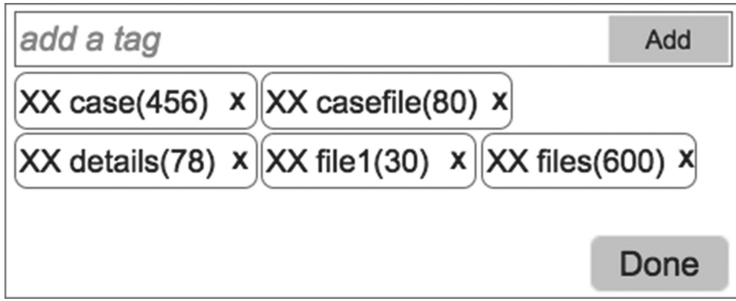 add a tag Add
XX case(456) x XX casefile(80) x
XX details(78) x XX file1(30) x XX files(600) x
Done